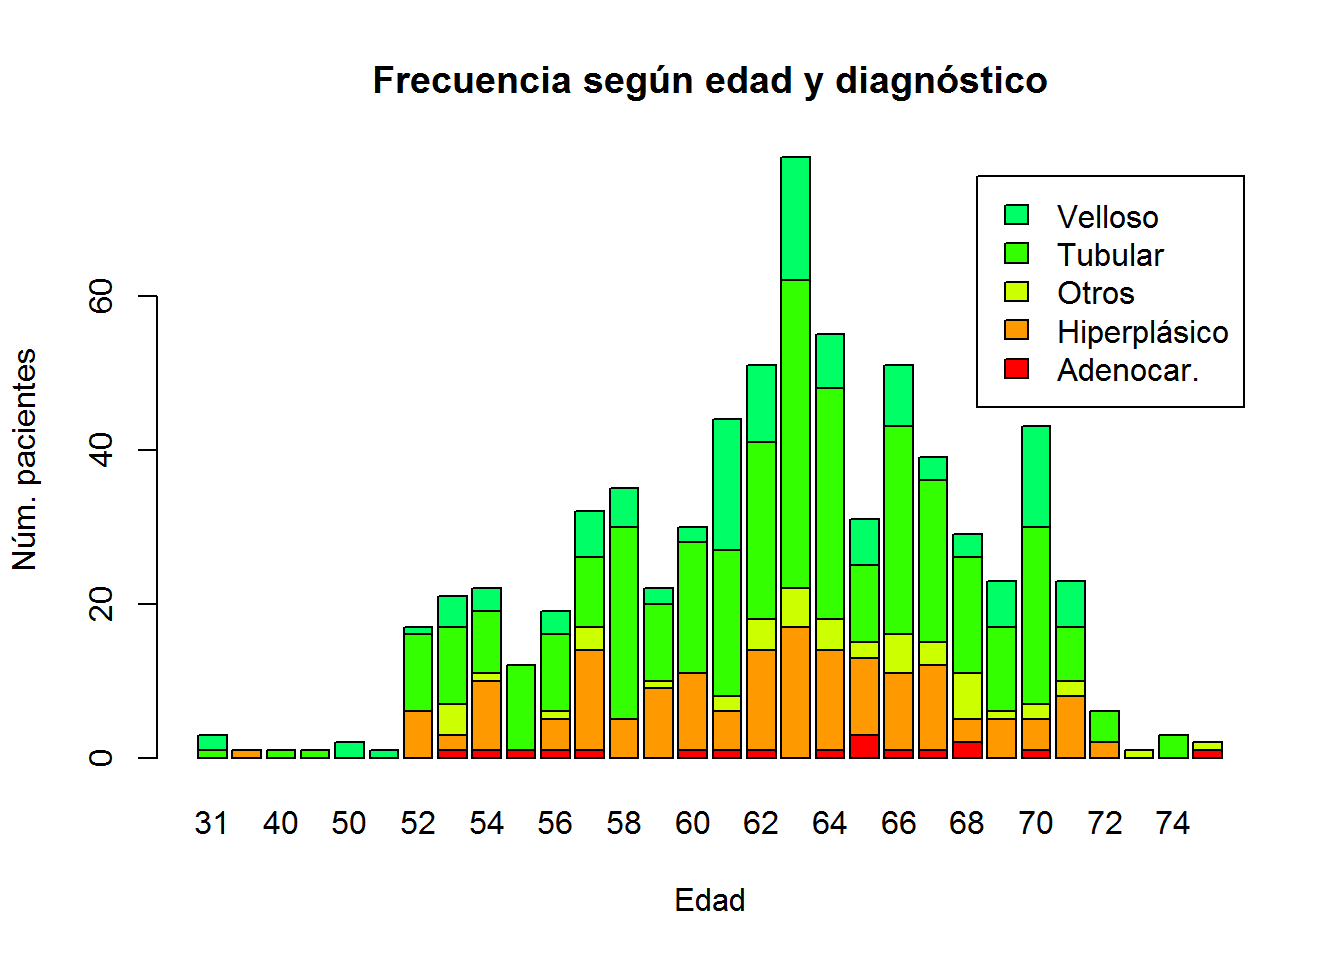 Frecuencia según edad y diagnóstico
Velloso
Tubular
Otros
Hiperplásico
Adenocar.
Núm. pacientes
60
40
20
0
31 40 50 52 54 56 58 60 62 64 66 68 70 72 74
Edad